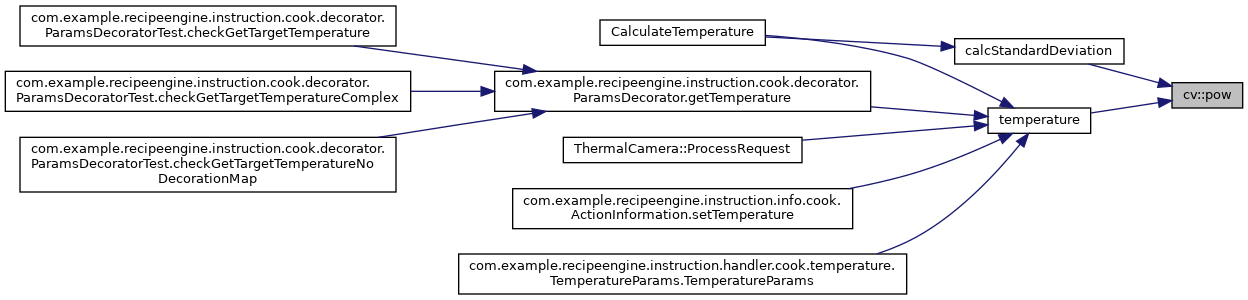 com.example.recipeengine.instruction.cook.decorator.
ParamsDecoratorTest.checkGetTargetTemperature
com.example.recipeengine.instruction.cook.decorator.
ParamsDecoratorTest.checkGetTargetTemperatureComplex
com.example.recipeengine.instruction.cook.decorator.
ParamsDecoratorTest.checkGetTargetTemperatureNo
DecorationMap
com.example.recipeengine.instruction.cook.decorator.
ParamsDecorator.getTemperature
CalculateTemperature
ThermalCamera::ProcessRequest
com.example.recipeengine.instruction.info.cook.
ActionInformation.setTemperature
com.example.recipeengine.instruction.handler.cook.temperature.
TemperatureParams.TemperatureParams
calcStandardDeviation
temperature
cv::pow